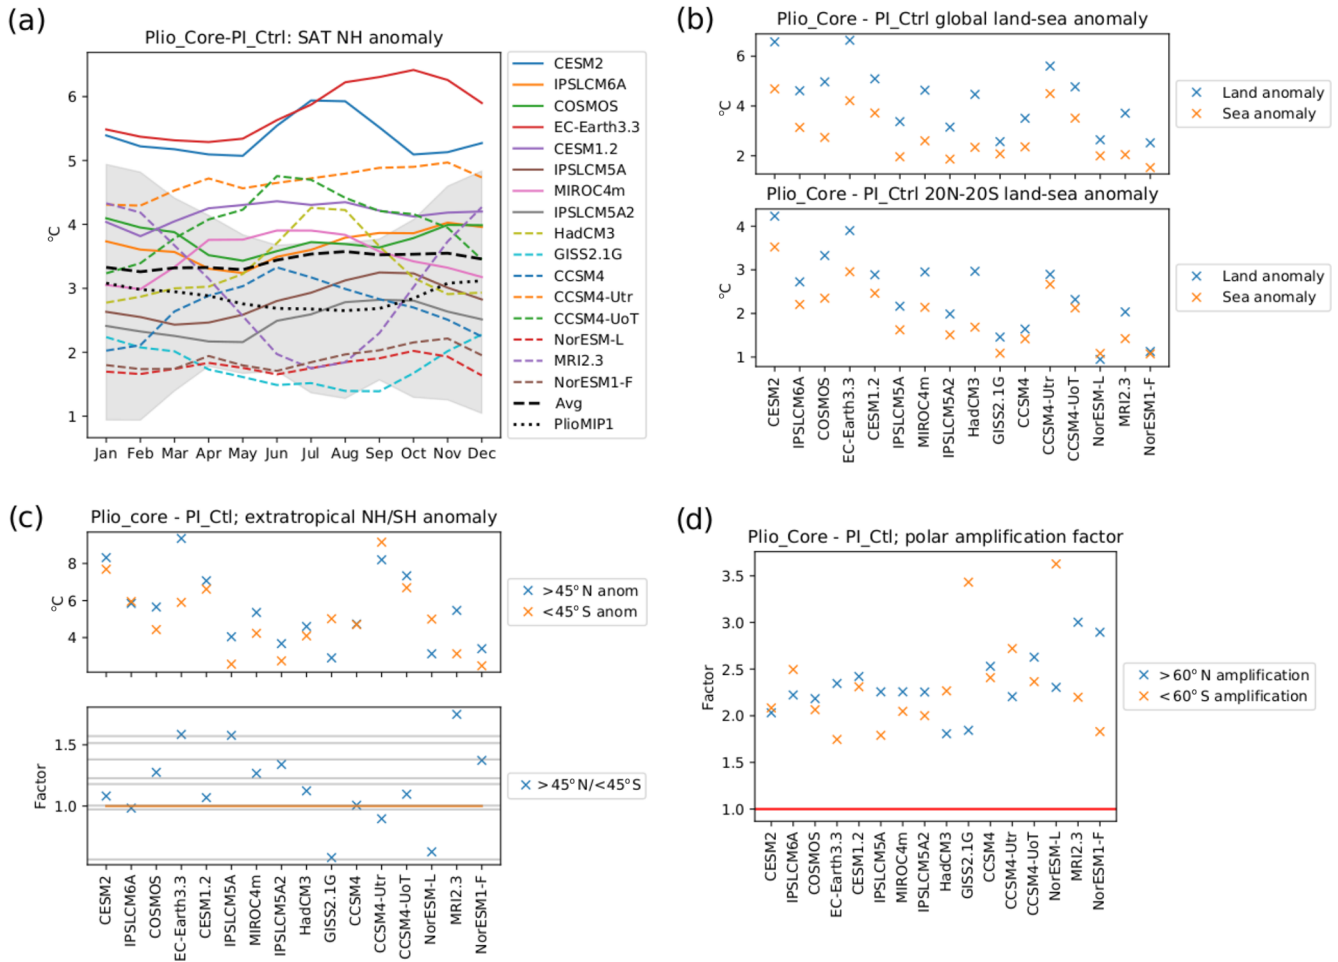 (a)
Plio_Core-PI_Ctrl: SAT NH anomaly
°C
6
5
4
3
2
1
Jan Feb Mar Apr May Jun Jul Aug Sep Oct Nov Dec
CESM2
IPSLCM6A
COSMOS
EC-Earth3.3
CESM1.2
IPSLCM5A
MIROC4m
IPSLCM5A2
HadCM3
GISS2.1G
CCSM4
CCSM4-Utr
CCSM4-UoT
NorESM-L
MRI2.3
NorESM1-F
Avg
PlioMIP1
(b)
Plio_Core - PI_Ctrl global land-sea anomaly
°C
6
4
2
Land anomaly
Sea anomaly
Plio_Core - PI_Ctrl 20N-20S land-sea anomaly
°C
4
3
2
1
Land anomaly
Sea anomaly
CESM2
IPSLCM6A
COSMOS
EC-Earth3.3
CESM1.2
IPSLCM5A
MIROC4m
IPSLCM5A2
HadCM3
GISS2.1G
CCSM4
CCSM4-Utr
CCSM4-UoT
NorESM-L
MRI2.3
NorESM1-F
(c)
Plio_core - PI_Ctl; extratropical NH/SH anomaly
°C
8
6
4
>45°N anom
<45°S anom
Factor
1.5
1.0
>45°N/<45°S
CESM2
IPSLCM6A
COSMOS
EC-Earth3.3
CESM1.2
IPSLCM5A
MIROC4m
IPSLCM5A2
HadCM3
GISS2.1G
CCSM4
CCSM4-Utr
CCSM4-UoT
NorESM-L
MRI2.3
NorESM1-F
(d)
Plio_Core - PI_Ctl; polar amplification factor
Factor
3.5
3.0
2.5
2.0
1.5
1.0
>60°N amplification
<60°S amplification
CESM2
IPSLCM6A
COSMOS
EC-Earth3.3
CESM1.2
IPSLCM5A
MIROC4m
IPSLCM5A2
HadCM3
GISS2.1G
CCSM4
CCSM4-Utr
CCSM4-UoT
NorESM-L
MRI2.3
NorESM1-F